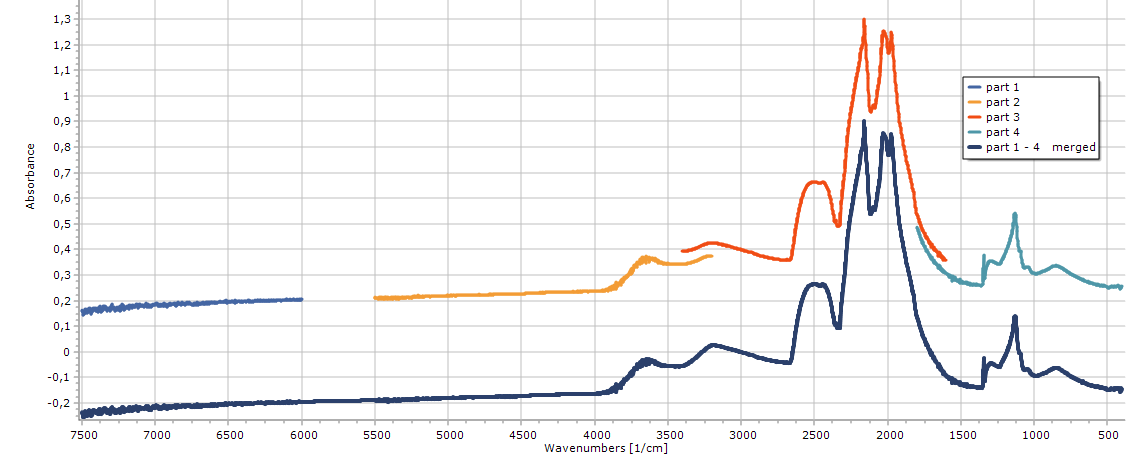 1,3
1,2
1,1
1
0,9
0,8
0,7
0,6
0,5
0,4
0,3
0,2
0,1
0
-0,1
-0,2
Absorbance
part 1
part 2
part 3
part 4
part 1 - 4 merged
7500 7000 6500 6000 5500 5000 4500 4000 3500 3000 2500 2000 1500 1000 500
Wavenumbers [1/cm]